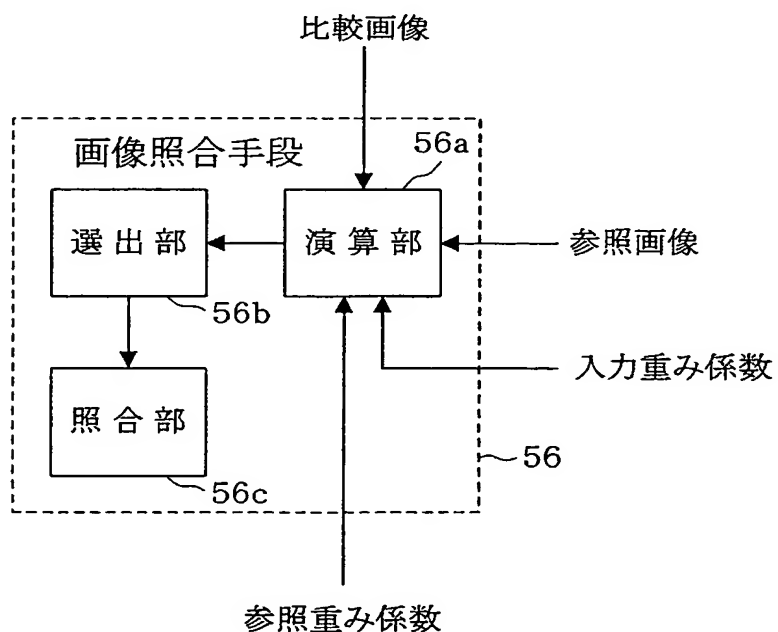 比較画像
画像照合手段
56a
選出部
演算部
参照画像
56b
入力重み係数
照合部
56
56c
参照重み係数